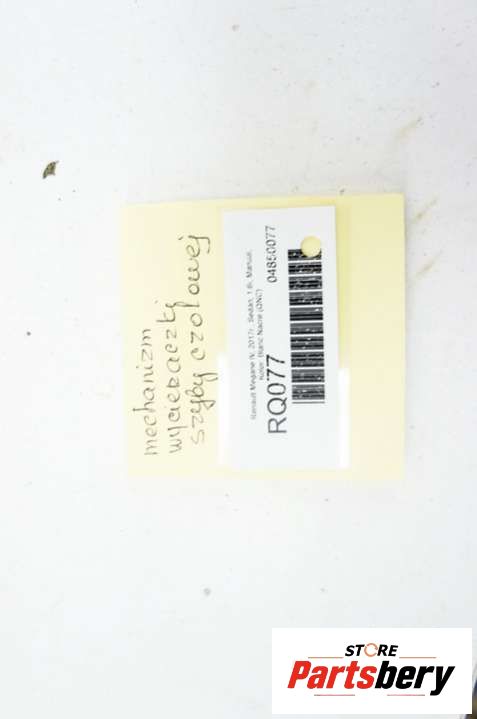 mechanizm
wycieraczki
szyby czołowej
Renault Megane IV, 2017r., Sedan, 1.6i, Manual,
Kolor: Blanc Nacre (QNC)
RQ077
04850077
STORE
Partsbery